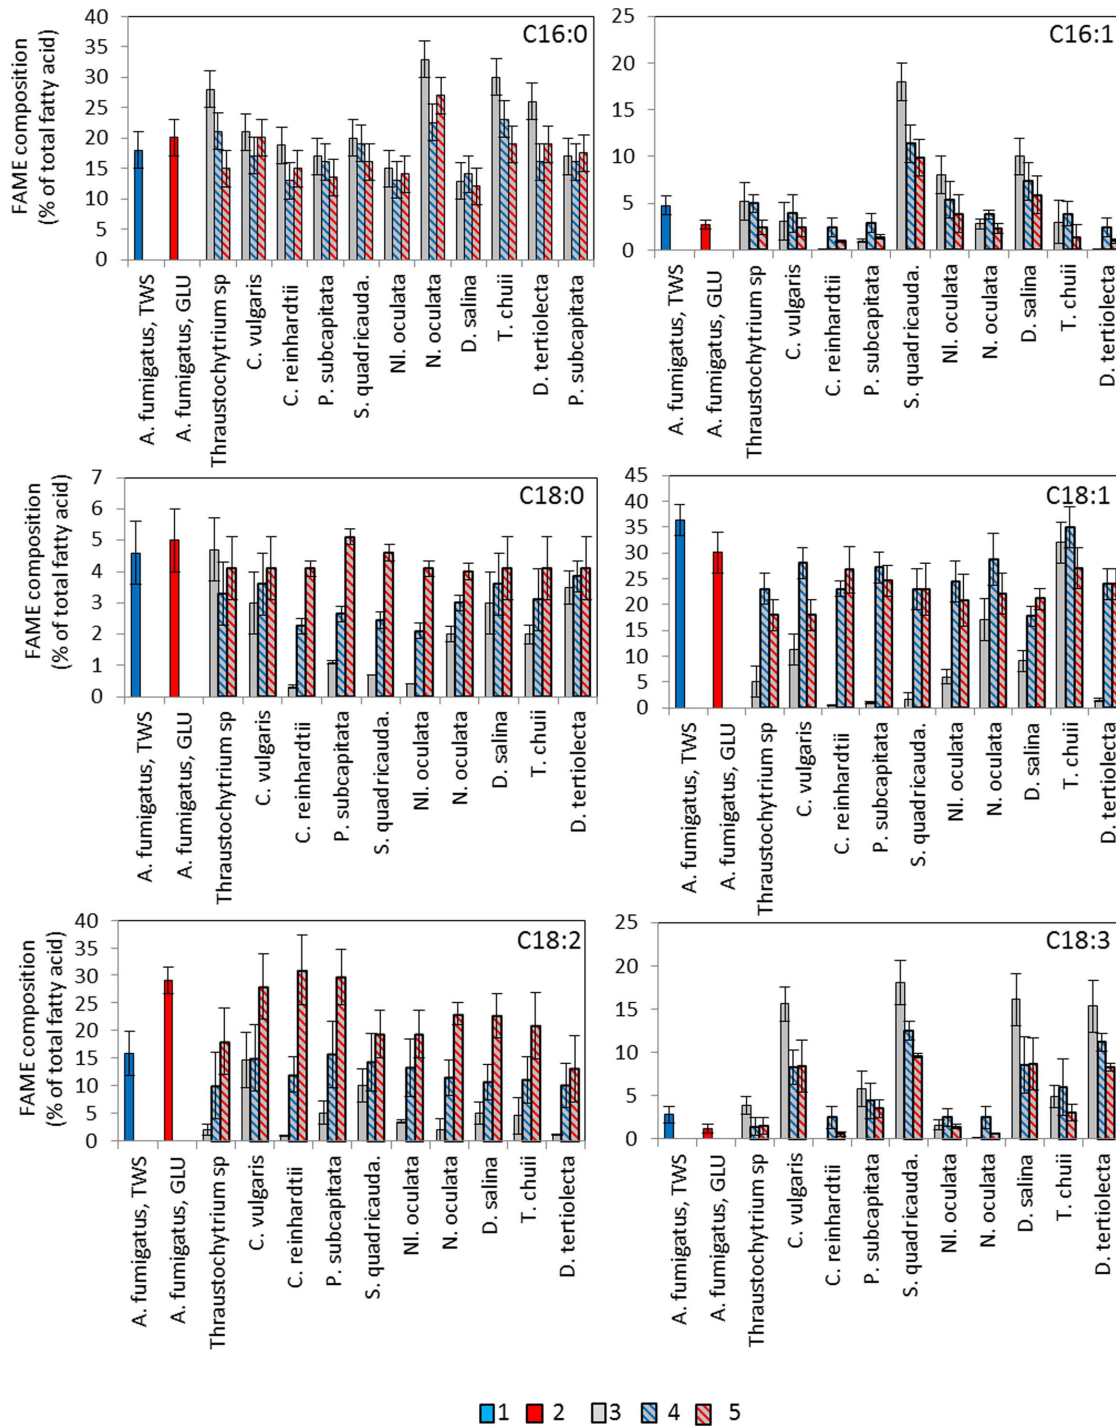 FAME composition
(% of total fatty acid)
40
35
30
25
20
15
10
5
0
C16:0
A. fumigatus, TWS
A. fumigatus, GLU
Thraustochytrium sp
C. vulgaris
C. reinhardtii
P. subcapitata
S. quadricauda.
Nl. oculata
N. oculata
D. salina
T. chuii
D. tertiolecta
P. subcapitata
25
20
15
10
5
0
C16:1
A. fumigatus, TWS
A. fumigatus, GLU
Thraustochytrium sp
C. vulgaris
C. reinhardtii
P. subcapitata
S. quadricauda.
Nl. oculata
N. oculata
D. salina
T. chuii
D. tertiolecta
FAME composition
(% of total fatty acid)
7
6
5
4
3
2
1
0
C18:0
A. fumigatus, TWS
A. fumigatus, GLU
Thraustochytrium sp
C. vulgaris
C. reinhardtii
P. subcapitata
S. quadricauda.
Nl. oculata
N. oculata
D. salina
T. chuii
D. tertiolecta
45
40
35
30
25
20
15
10
5
0
C18:1
A. fumigatus, TWS
A. fumigatus, GLU
Thraustochytrium sp
C. vulgaris
C. reinhardtii
P. subcapitata
S. quadricauda.
Nl. oculata
N. oculata
D. salina
T. chuii
D. tertiolecta
FAME composition
(% of total fatty acid)
40
35
30
25
20
15
10
5
0
C18:2
A. fumigatus, TWS
A. fumigatus, GLU
Thraustochytrium sp
C. vulgaris
C. reinhardtii
P. subcapitata
S. quadricauda.
Nl. oculata
N. oculata
D. salina
T. chuii
D. tertiolecta
25
20
15
10
5
0
C18:3
A. fumigatus, TWS
A. fumigatus, GLU
Thraustochytrium sp
C. vulgaris
C. reinhardtii
P. subcapitata
S. quadricauda.
Nl. oculata
N. oculata
D. salina
T. chuii
D. tertiolecta
1 2 3 4 5